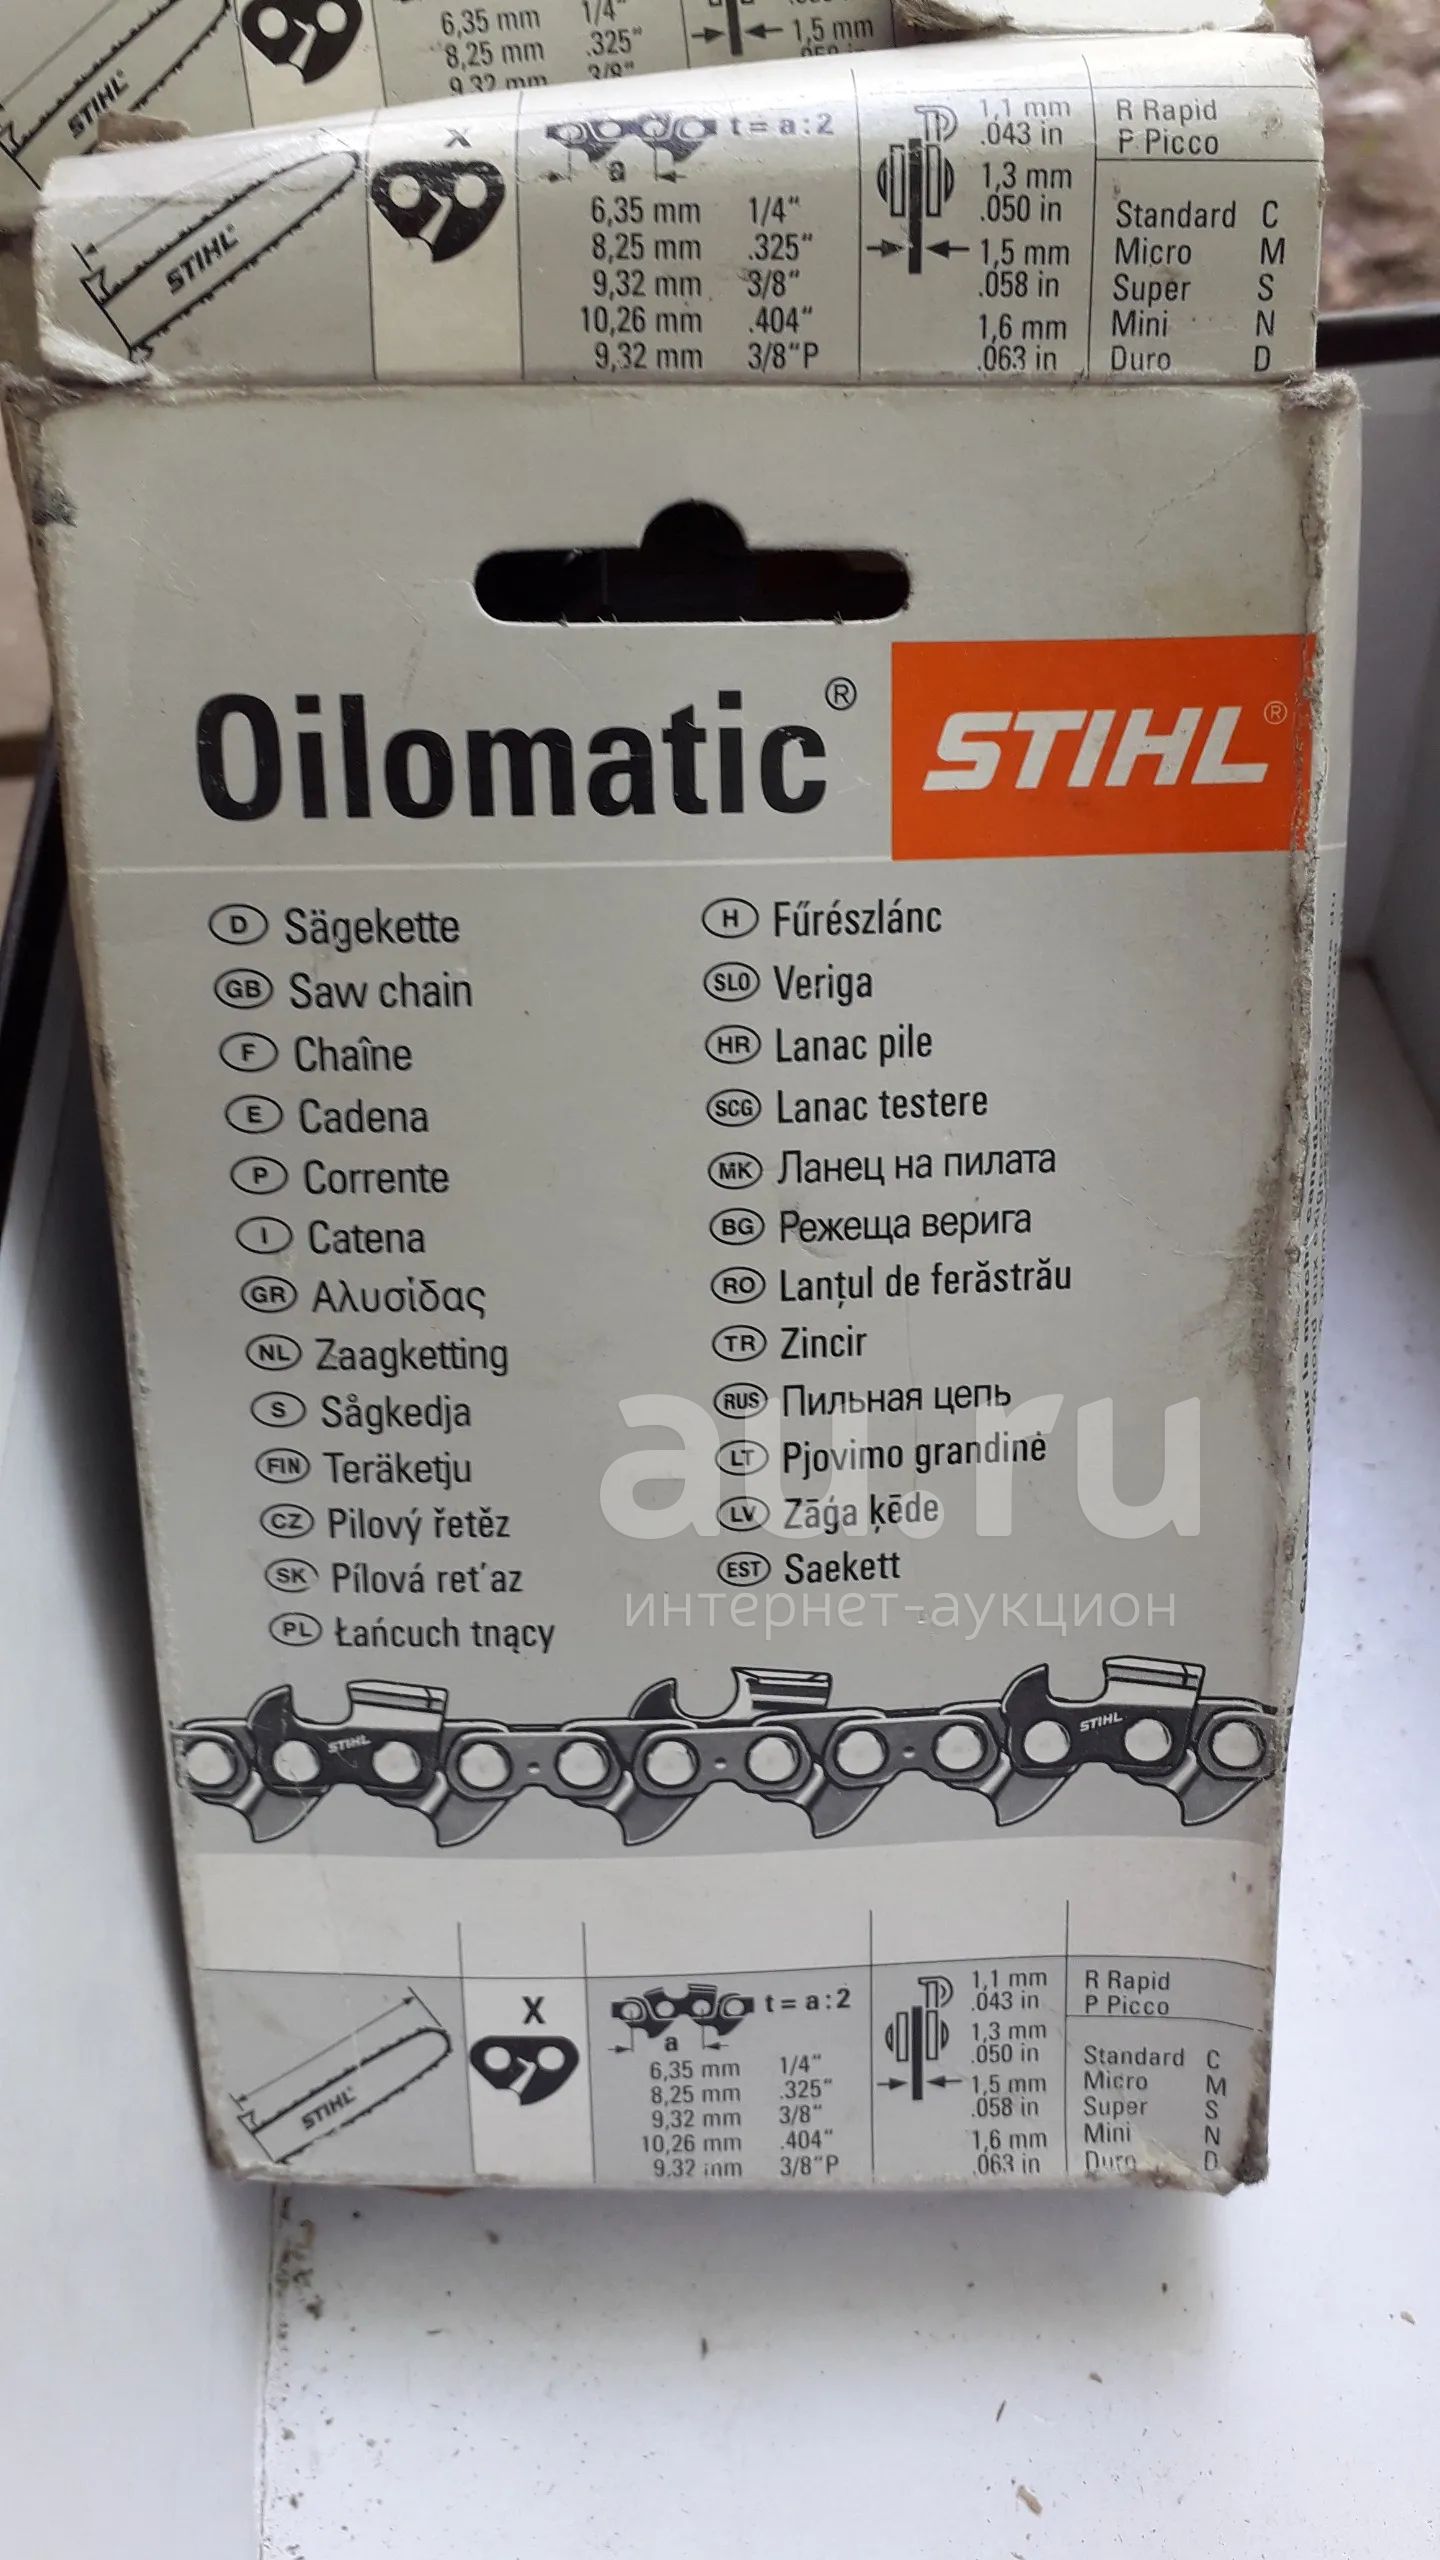 6,35 mm 1/4"
8,25 mm .325"
9,32 mm 3/8"
1,5 mm
STIHL
X
t = a : 2
a
6,35 mm 1/4"
8,25 mm .325"
9,32 mm 3/8"
10,26 mm .404"
9,32 mm 3/8"P
STIHL
1,1 mm
.043 in
1,3 mm
.050 in
1,5 mm
.058 in
1,6 mm
.063 in
R Rapid
P Picco
Standard C
Micro M
Super S
Mini N
Duro D
Oilomatic®
STIHL®
D Sägekette
GB Saw chain
F Chaîne
E Cadena
P Corrente
I Catena
GR Αλυσίδας
NL Zaagketting
S Sågkedja
FIN Teräketju
CZ Pilový řetěz
SK Pílová ret'az
PL Łańcuch tnący
H Fűrészlánc
SLO Veriga
HR Lanac pile
SCG Lanac testere
MK Ланец на пилата
BG Режеща верига
RO Lanțul de ferăstrău
TR Zincir
RUS Пильная цепь
LT Pjovimo grandinė
LV Zāģa ķēde
EST Saekett
au.ru
интернет-аукцион
STIHL
STIHL
STIHL
X
t = a : 2
a
6,35 mm 1/4"
8,25 mm .325"
9,32 mm 3/8"
10,26 mm .404"
9,32 mm 3/8"P
1,1 mm
.043 in
1,3 mm
.050 in
1,5 mm
.058 in
1,6 mm
.063 in
R Rapid
P Picco
Standard C
Micro M
Super S
Mini N
Duro D